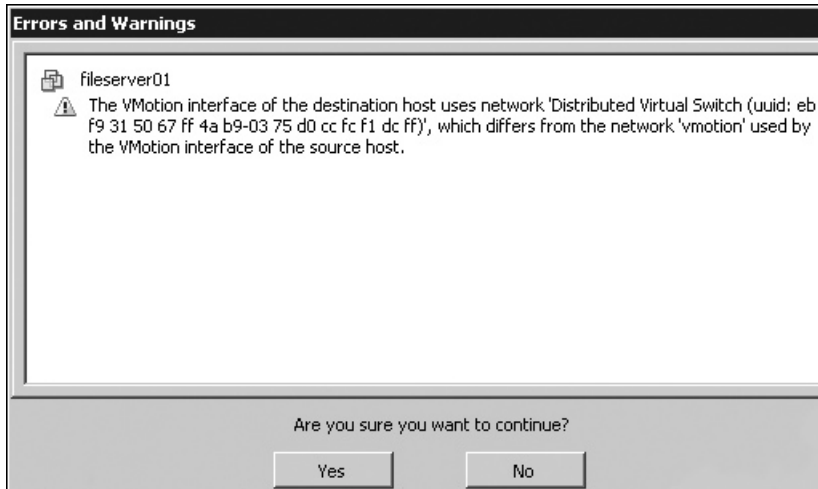 Errors and Warnings
fileserver01
The VMotion interface of the destination host uses network 'Distributed Virtual Switch (uuid: eb
f9 31 50 67 ff 4a b9-03 75 d0 cc fc f1 dc ff)', which differs from the network 'vmotion' used by
the VMotion interface of the source host.
Are you sure you want to continue?
Yes
No